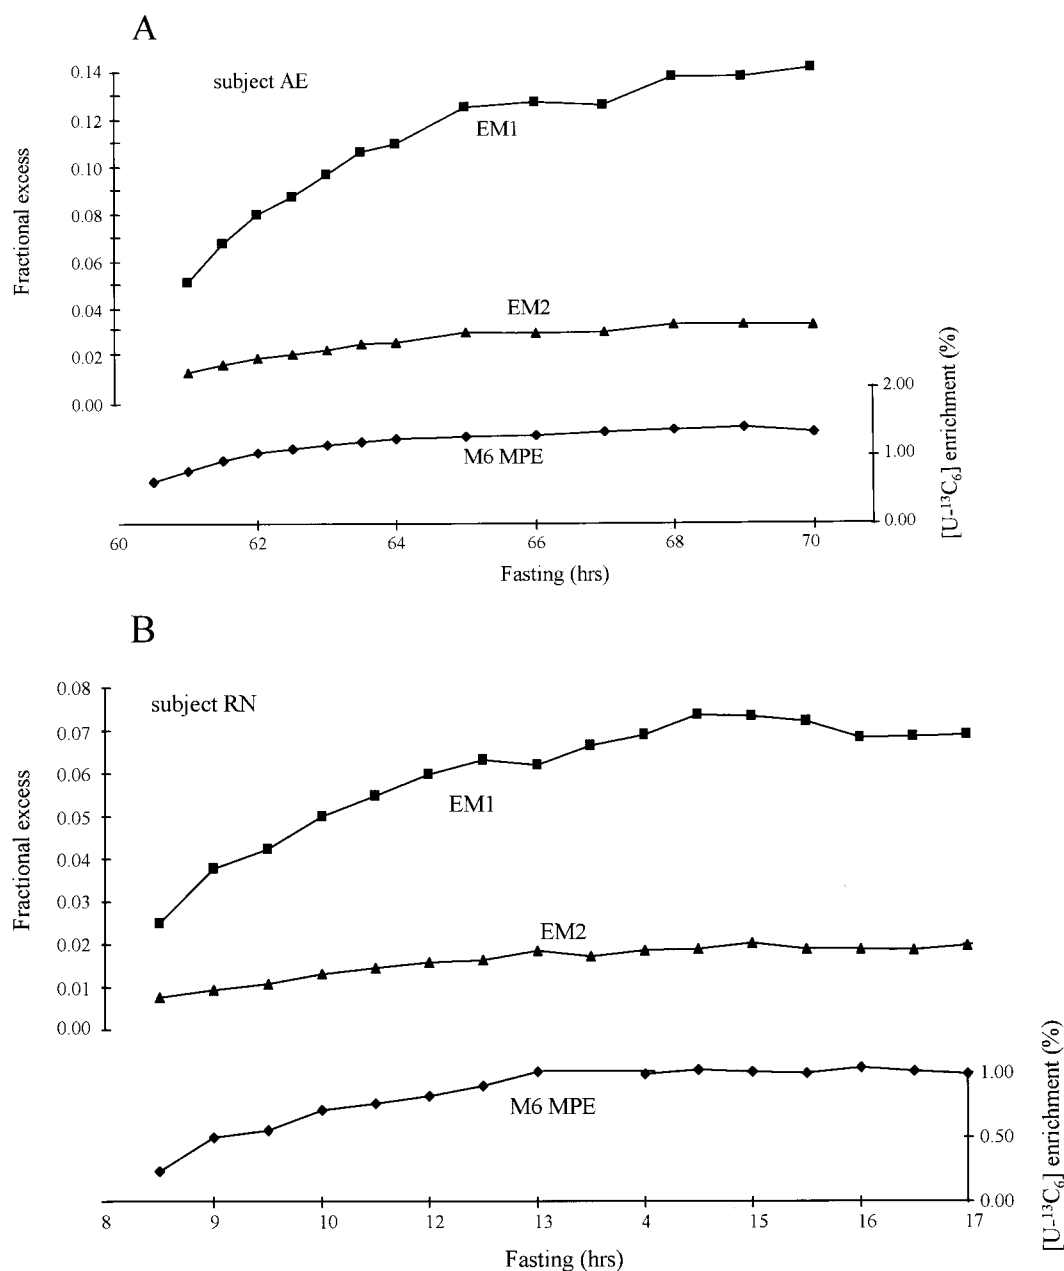 A
subject AE
Fractional excess
0.14
0.12
0.10
0.08
0.06
0.04
0.02
0.00
EM1
EM2
M6 MPE
2.00
1.00
0.00
[U-¹³C₆] enrichment (%)
60 62 64 66 68 70
Fasting (hrs)
B
subject RN
Fractional excess
0.08
0.07
0.06
0.05
0.04
0.03
0.02
0.01
0.00
EM1
EM2
M6 MPE
1.00
0.50
0.00
[U-¹³C₆] enrichment (%)
8 9 10 12 13 4 15 16 17
Fasting (hrs)